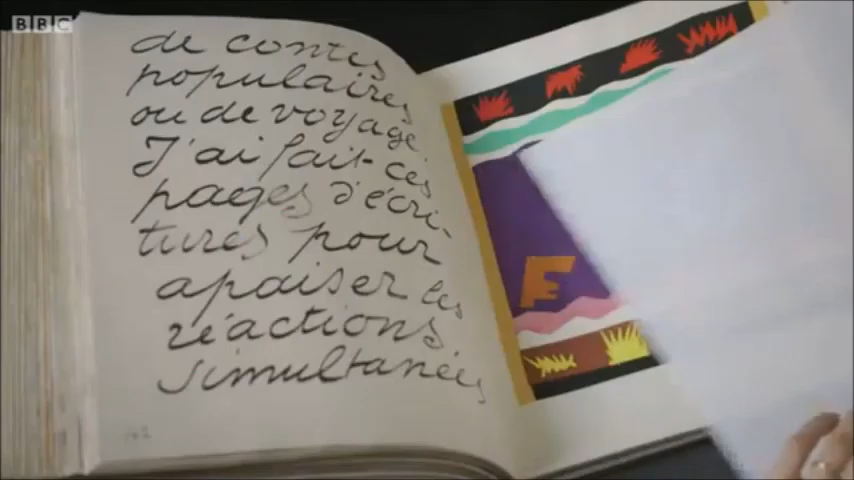 BBC
de contes
populaires
ou de voyage
J'ai fait ces
pages d'écri-
tures pour
apaiser les
réactions
simultanées